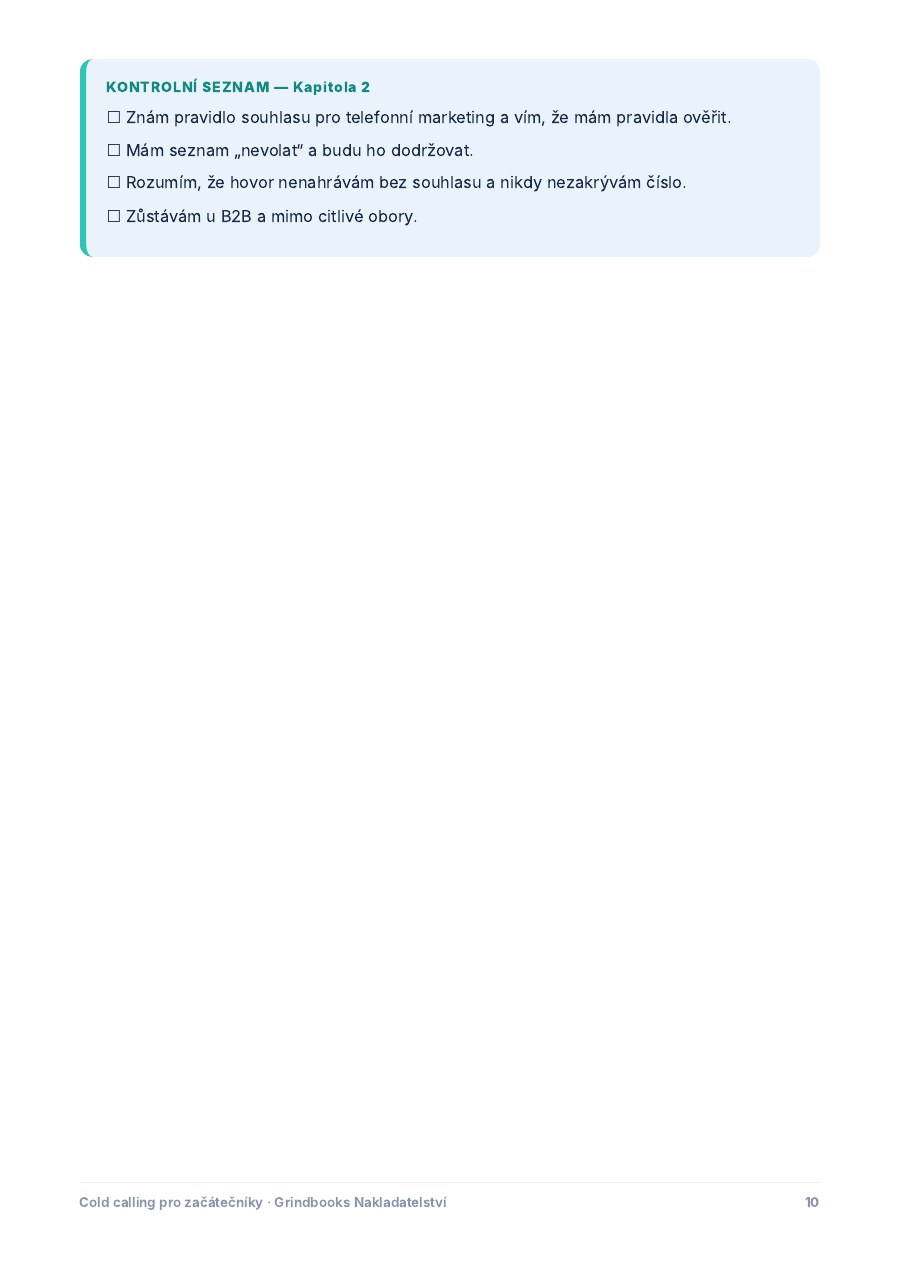 KONTROLNÍ SEZNAM — Kapitola 2
☐ Znám pravidlo souhlasu pro telefonní marketing a vím, že mám pravidla ověřit.
☐ Mám seznam „nevolat“ a budu ho dodržovat.
☐ Rozumím, že hovor nenahrávám bez souhlasu a nikdy nezakrývám číslo.
☐ Zůstávám u B2B a mimo citlivé obory.
Cold calling pro začátečníky · Grindbooks Nakladatelství 10